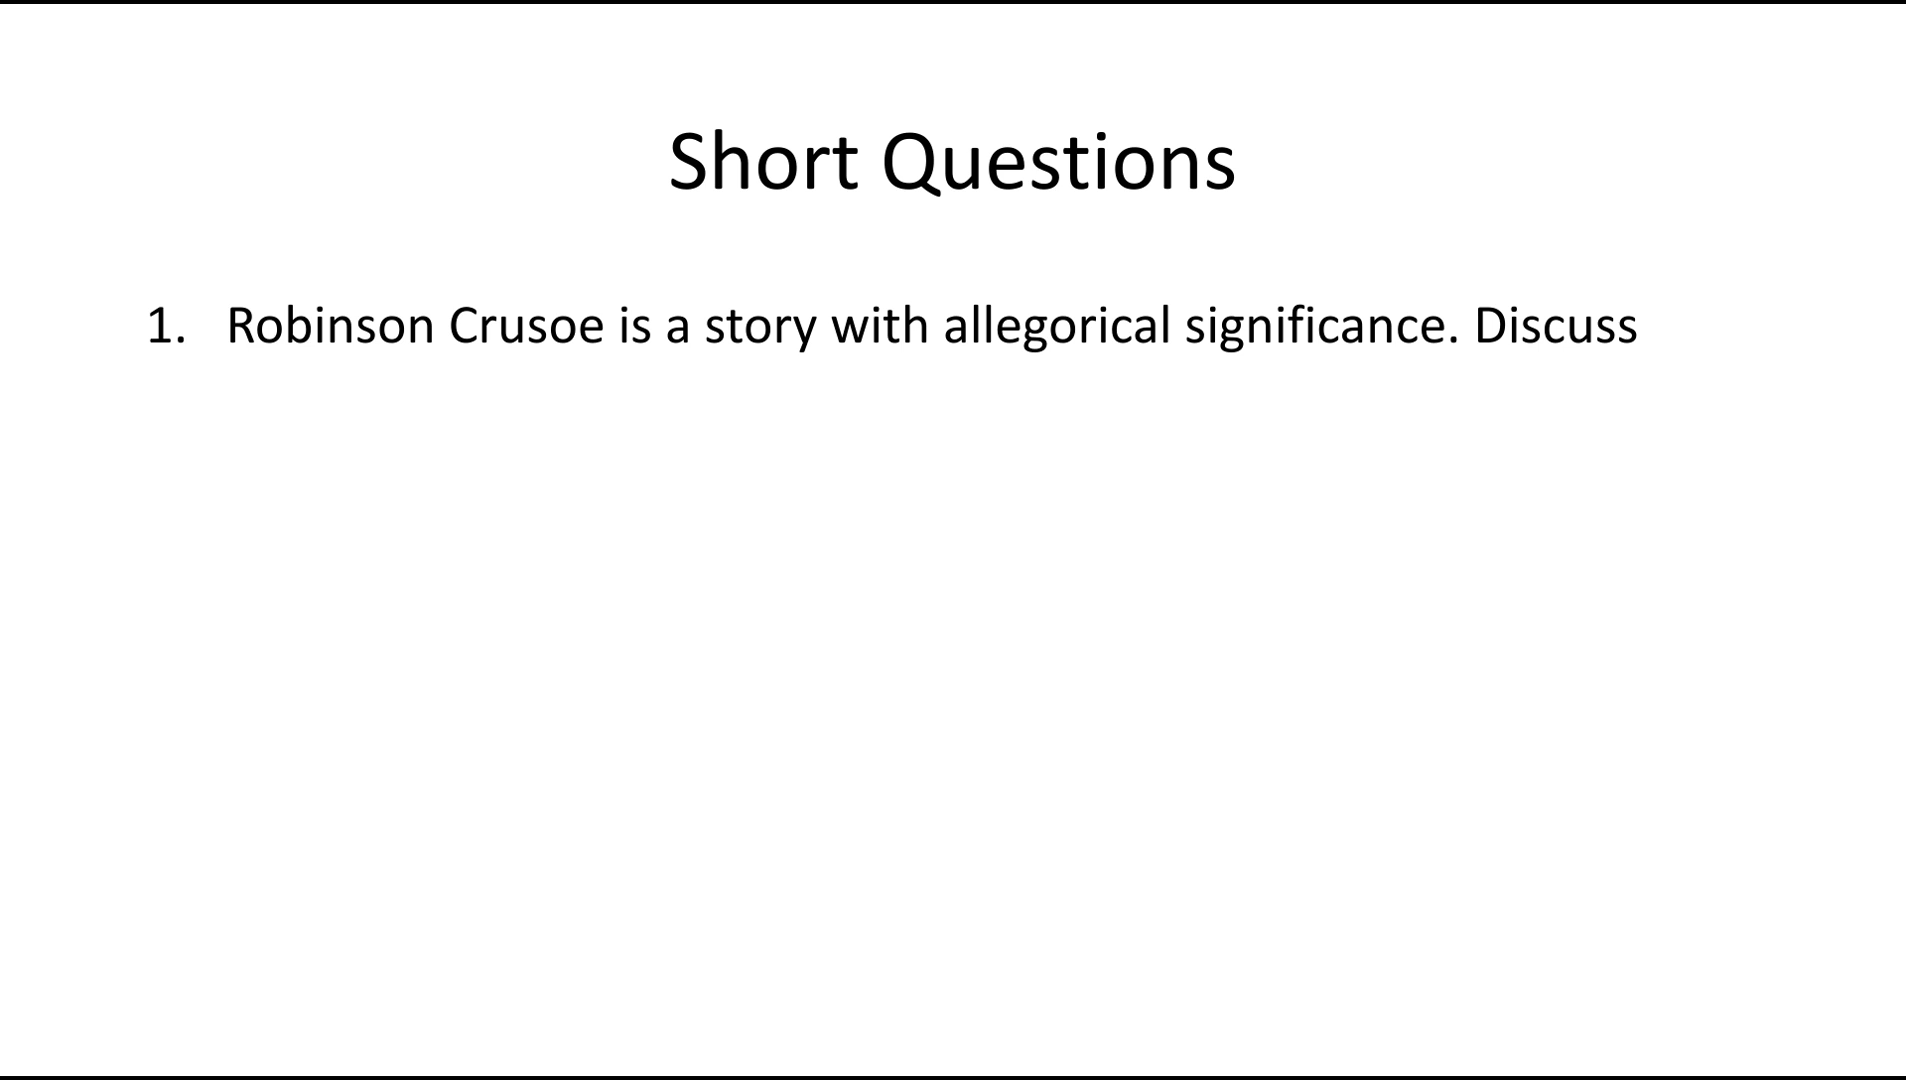 Short Questions
1. Robinson Crusoe is a story with allegorical significance. Discuss